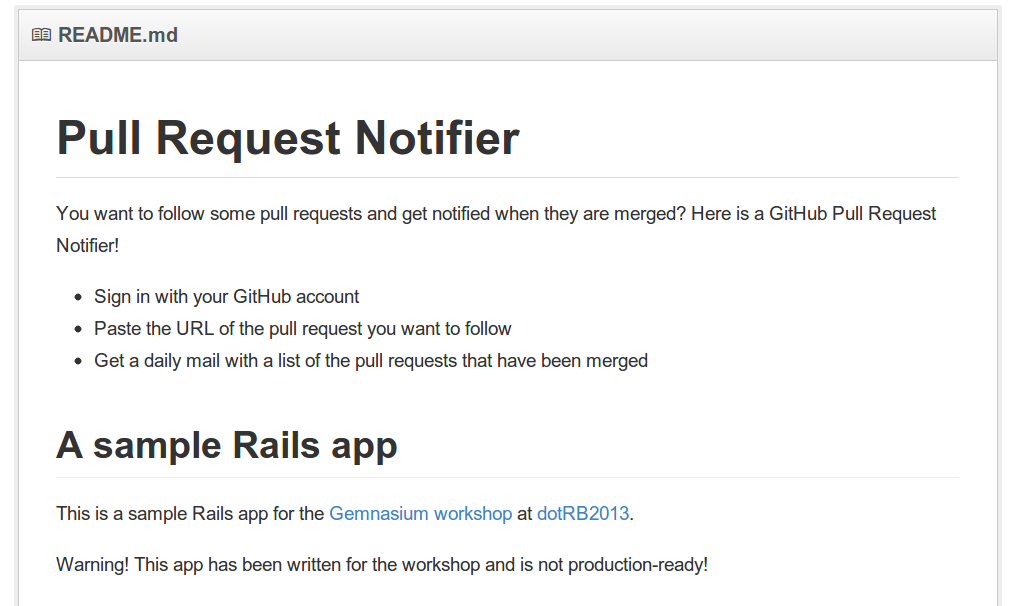 README.md
Pull Request Notifier
You want to follow some pull requests and get notified when they are merged? Here is a GitHub Pull Request
Notifier!
Sign in with your GitHub account
Paste the URL of the pull request you want to follow
Get a daily mail with a list of the pull requests that have been merged
A sample Rails app
This is a sample Rails app for the Gemnasium workshop at dotRB2013.
Warning! This app has been written for the workshop and is not production-ready!